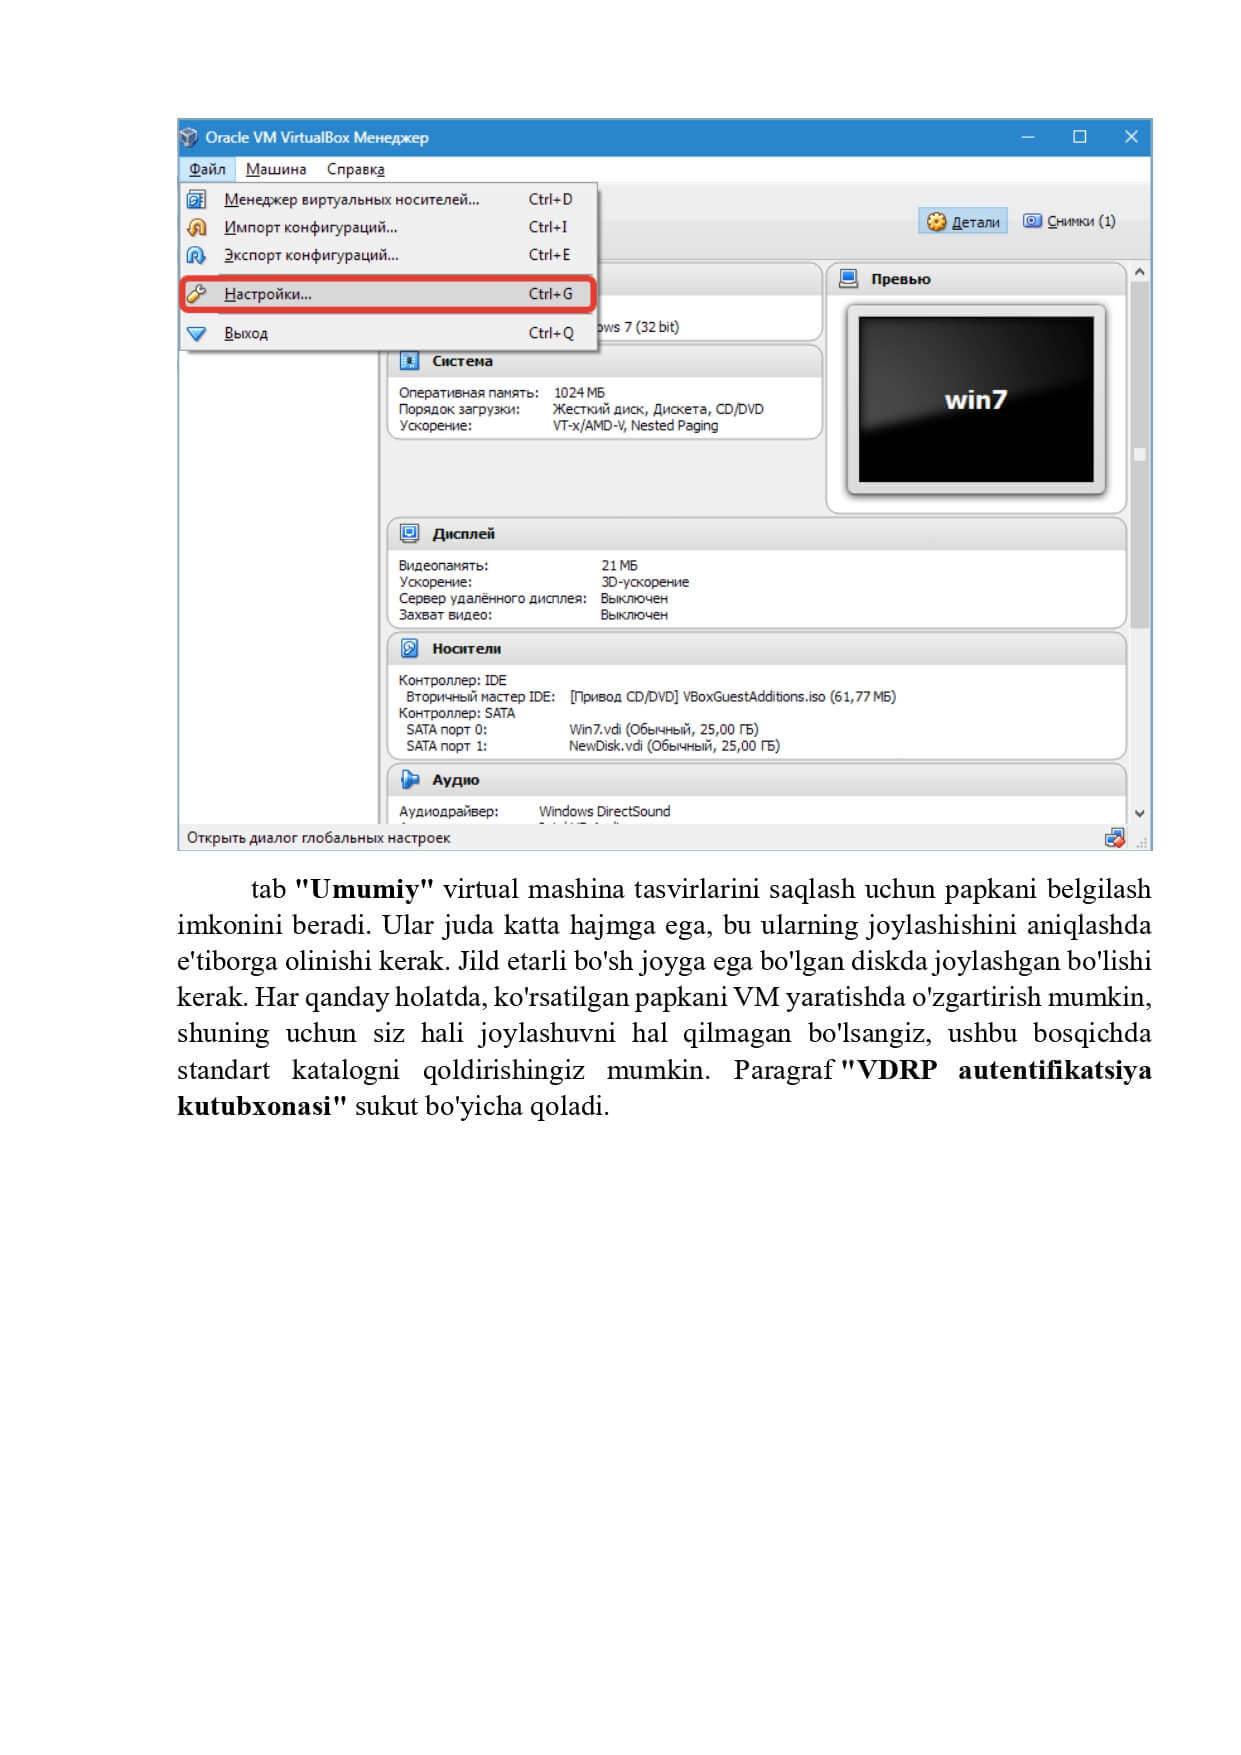 Oracle VM VirtualBox Менеджер
Файл Машина Справка
Менеджер виртуальных носителей... Ctrl+D
Импорт конфигураций... Ctrl+I
Экспорт конфигураций... Ctrl+E
Настройки... Ctrl+G
Выход Ctrl+Q
Детали Снимки (1)
7 (32 bit)
Превью
win7
Система
Оперативная память: 1024 МБ
Порядок загрузки: Жесткий диск, Дискета, CD/DVD
Ускорение: VT-x/AMD-V, Nested Paging
Дисплей
Видеопамять: 21 МБ
Ускорение: 3D-ускорение
Сервер удалённого дисплея: Выключен
Захват видео: Выключен
Носители
Контроллер: IDE
Вторичный мастер IDE: [Привод CD/DVD] VBoxGuestAdditions.iso (61,77 МБ)
Контроллер: SATA
SATA порт 0: Win7.vdi (Обычный, 25,00 ГБ)
SATA порт 1: NewDisk.vdi (Обычный, 25,00 ГБ)
Аудио
Аудиодрайвер: Windows DirectSound
Открыть диалог глобальных настроек
tab "Umumiy" virtual mashina tasvirlarini saqlash uchun papkani belgilash
imkonini beradi. Ular juda katta hajmga ega, bu ularning joylashishini aniqlashda
e'tiborga olinishi kerak. Jild etarli bo'sh joyga ega bo'lgan diskda joylashgan bo'lishi
kerak. Har qanday holatda, ko'rsatilgan papkani VM yaratishda o'zgartirish mumkin,
shuning uchun siz hali joylashuvni hal qilmagan bo'lsangiz, ushbu bosqichda
standart katalogni qoldirishingiz mumkin. Paragraf "VDRP autentifikatsiya
kutubxonasi" sukut bo'yicha qoladi.